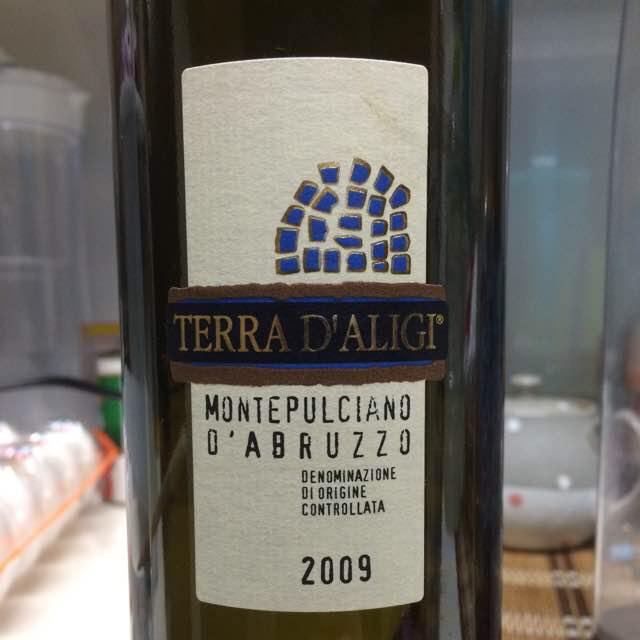 TERRA D'ALIGI®
MONTEPULCIANO
D'ABRUZZO
DENOMINAZIONE
DI ORIGINE
CONTROLLATA
2009